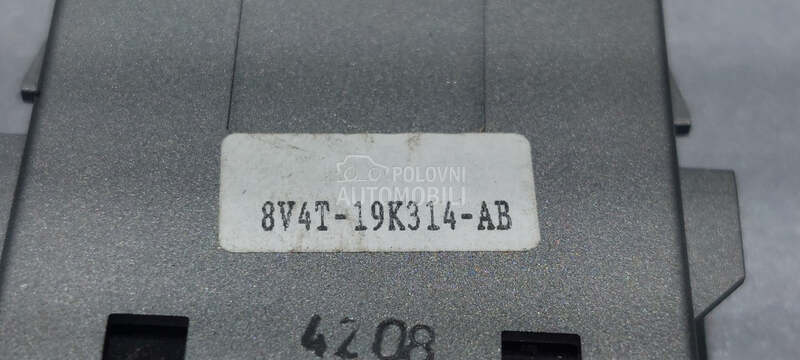 POLOVNI
AUTOMOBILI
8V4T-19K314-AB
4208